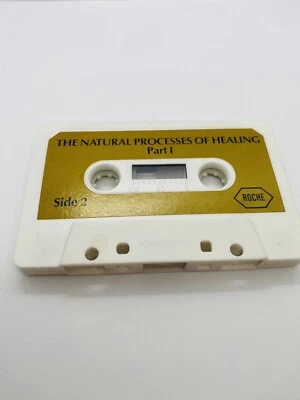 THE NATURAL PROCESSES OF HEALING
Part I
Side 2
ROCHE